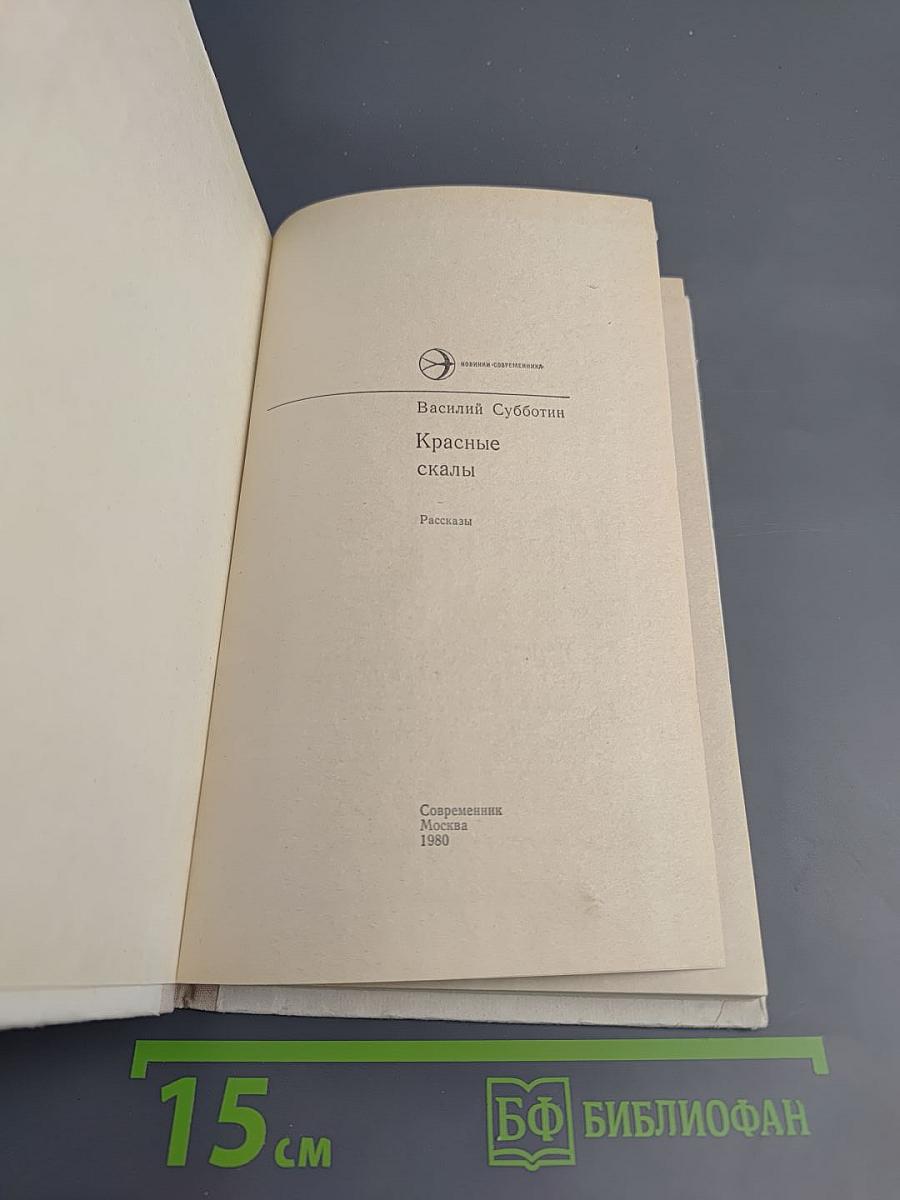 НОВИНКИ «СОВРЕМЕННИКА»
Василий Субботин
Красные
скалы
Рассказы
Современник
Москва
1980
15 см
БФ БИБЛИОФАН